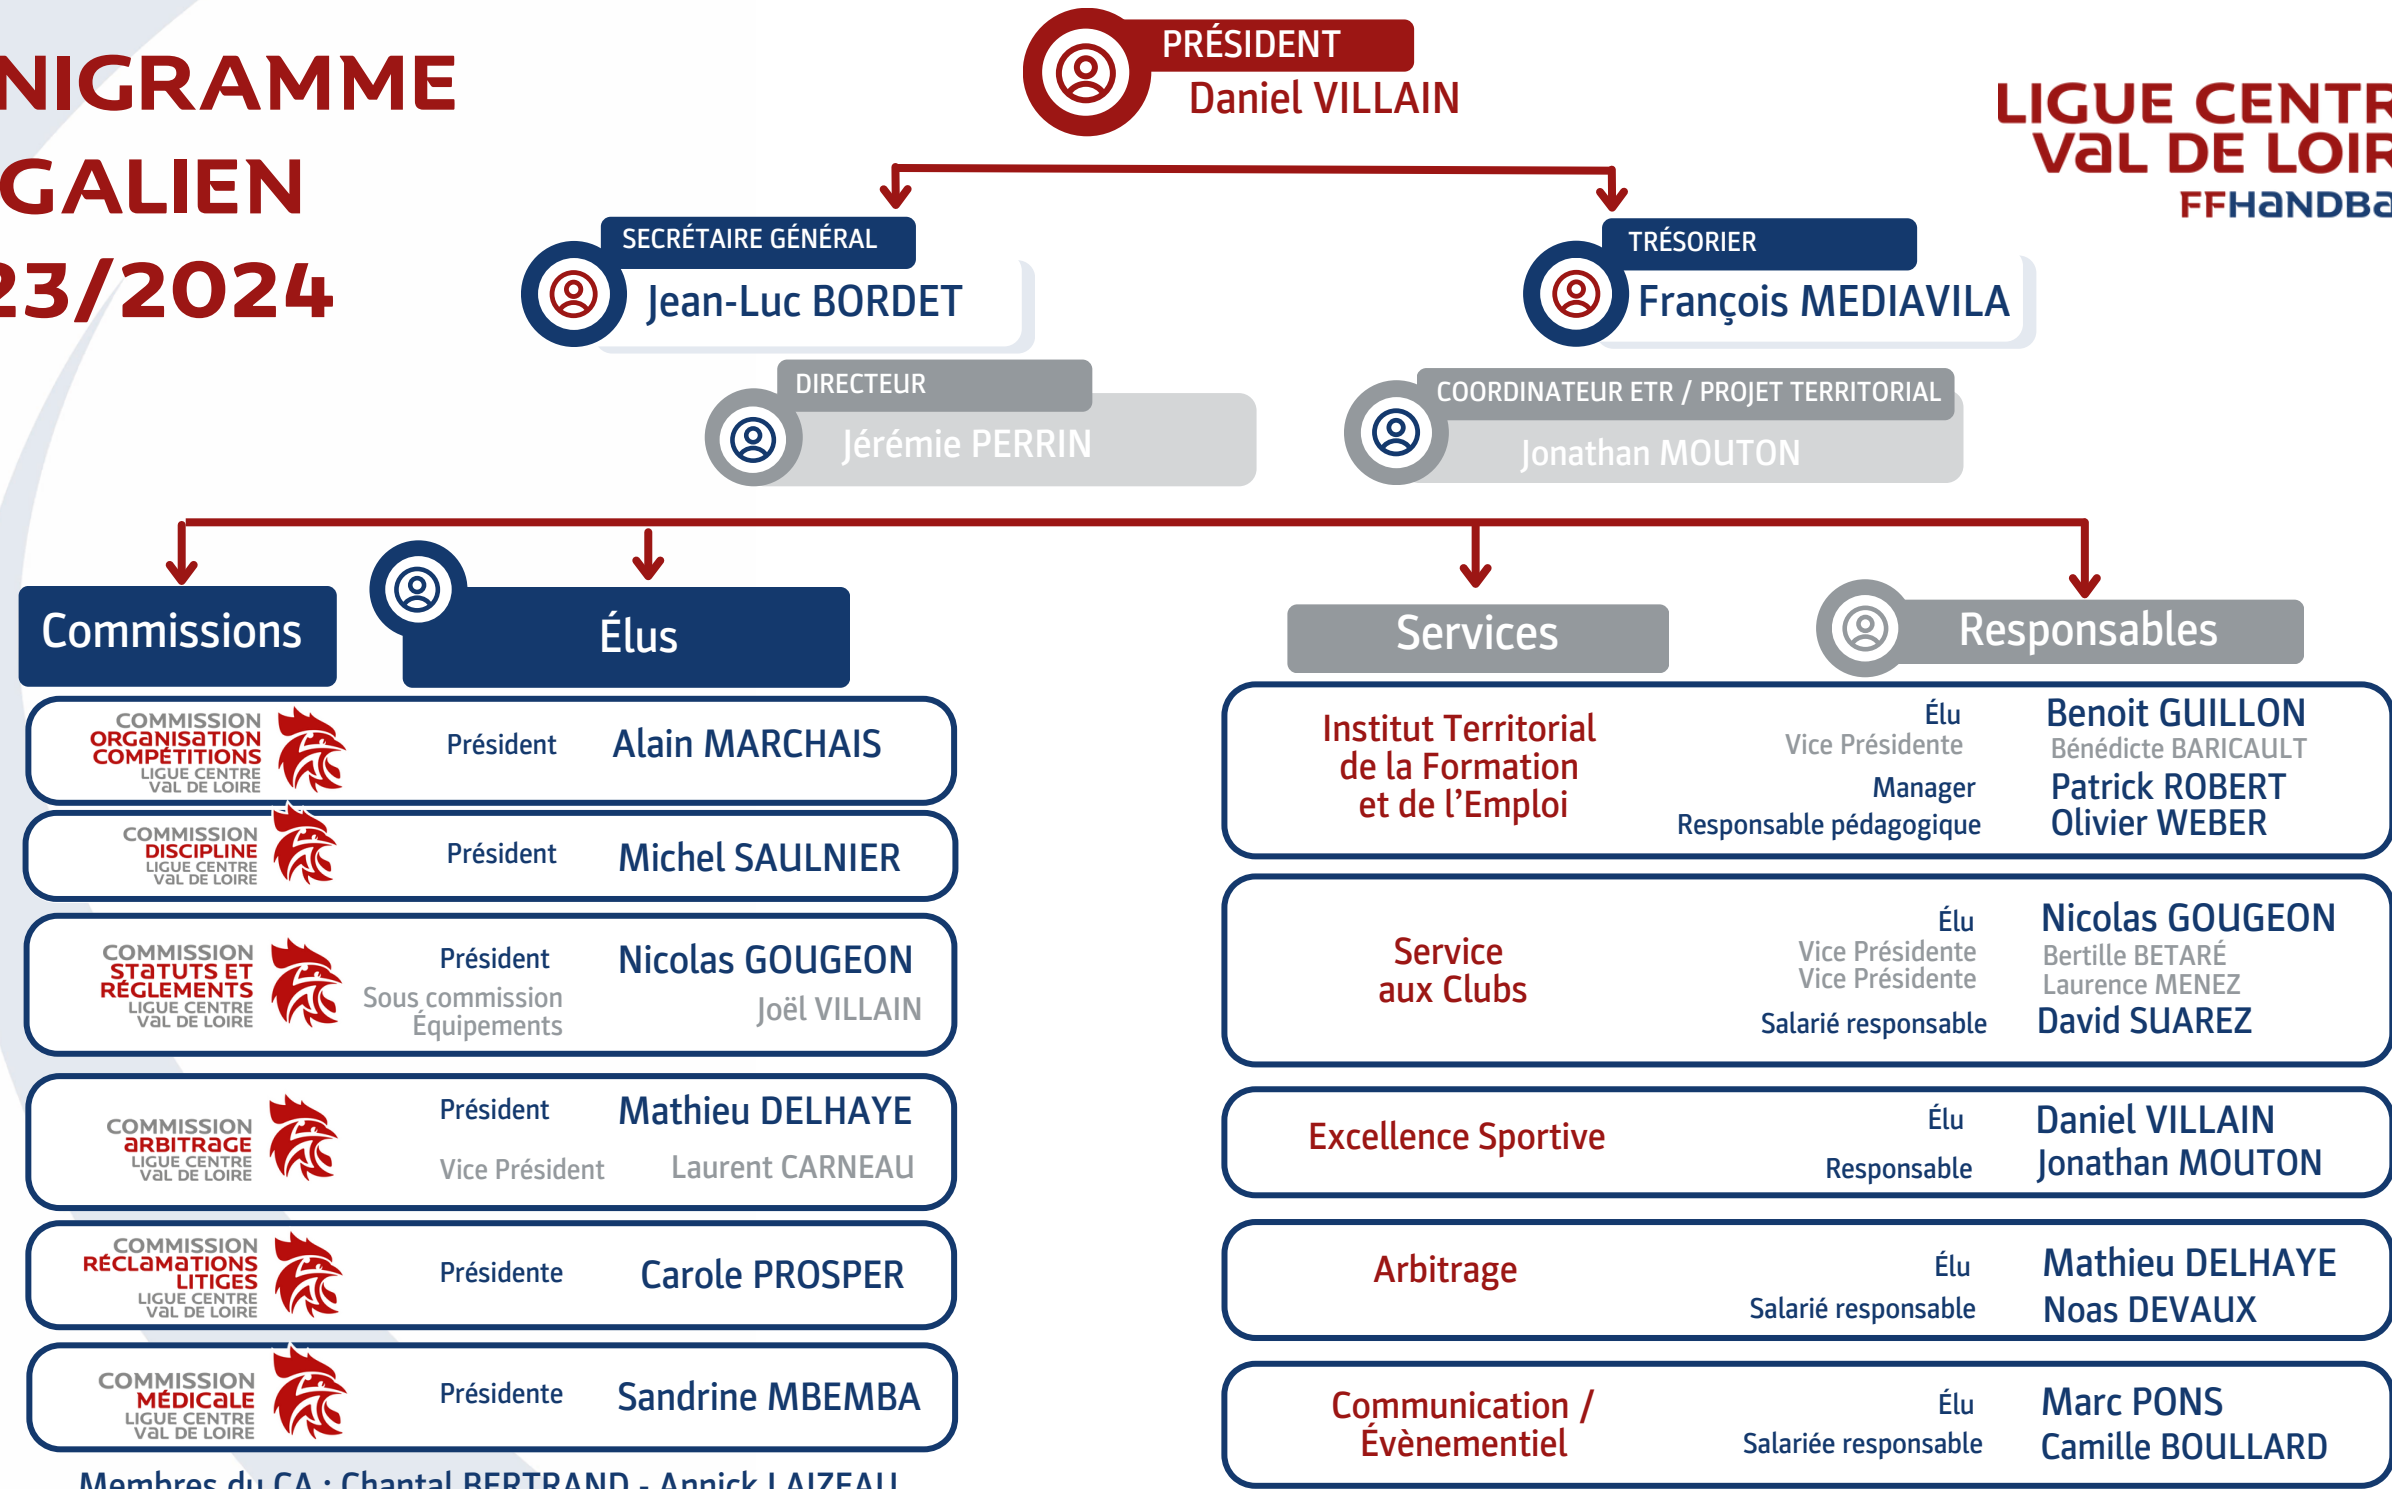 NIGRAMME
GALIEN
23/2024
PRÉSIDENT
Daniel VILLAIN
LIGUE CENTR
VAL DE LOIR
FFHANDBA
SECRÉTAIRE GÉNÉRAL
Jean-Luc BORDET
TRÉSORIER
François MEDIAVILA
DIRECTEUR
Jérémie PERRIN
COORDINATEUR ETR / PROJET TERRITORIAL
Jonathan MOUTON
Commissions
Élus
COMMISSION
ORGANISATION
COMPÉTITIONS
LIGUE CENTRE
VAL DE LOIRE
Président Alain MARCHAIS
COMMISSION
DISCIPLINE
LIGUE CENTRE
VAL DE LOIRE
Président Michel SAULNIER
COMMISSION
STATUTS ET
RÉGLEMENTS
LIGUE CENTRE
VAL DE LOIRE
Président Nicolas GOUGEON
Sous commission
Équipements
Joël VILLAIN
COMMISSION
ARBITRAGE
LIGUE CENTRE
VAL DE LOIRE
Président Mathieu DELHAYE
Vice Président Laurent CARNEAU
COMMISSION
RÉCLAMATIONS
LITIGES
LIGUE CENTRE
VAL DE LOIRE
Présidente Carole PROSPER
COMMISSION
MÉDICALE
LIGUE CENTRE
VAL DE LOIRE
Présidente Sandrine MBEMBA
Membres du CA : Chantal BERTRAND - Annick LAIZEAU
Services
Responsables
Institut Territorial
de la Formation
et de l'Emploi
Élu Benoit GUILLON
Vice Présidente Bénédicte BARICAULT
Manager Patrick ROBERT
Responsable pédagogique Olivier WEBER
Service
aux Clubs
Élu Nicolas GOUGEON
Vice Présidente Bertille BETARÉ
Vice Présidente Laurence MENEZ
Salarié responsable David SUAREZ
Excellence Sportive
Élu Daniel VILLAIN
Responsable Jonathan MOUTON
Arbitrage
Élu Mathieu DELHAYE
Salarié responsable Noas DEVAUX
Communication /
Évènementiel
Élu Marc PONS
Salariée responsable Camille BOULLARD